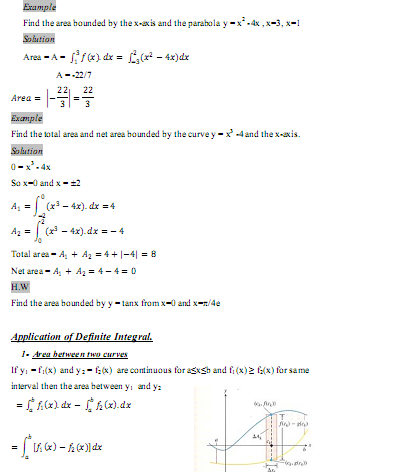 Example
Find the area bounded by the x-axis and the parabola y = x² - 4x , x=3, x=1
Solution
Area = A = ∫₁³ f(x). dx = ∫₋₃² (x² − 4x)dx
A = -22/7
Area = |−22/3| = 22/3
Example
Find the total area and net area bounded by the curve y = x³ -4 and the x-axis.
Solution
0 = x³ - 4x
So x=0 and x = ±2
A₁ = ∫₋₂⁰ (x³ − 4x). dx = 4
A₂ = ∫₀² (x³ − 4x). dx = − 4
Total area = A₁ + A₂ = 4 + |−4| = 8
Net area = A₁ + A₂ = 4 − 4 = 0
H.W
Find the area bounded by y = tanx from x=0 and x=π/4e
Application of Definite Integral.
1- Area between two curves
If y₁ = f₁(x) and y₂ = f₂(x) are continuous for a≤x≤b and f₁(x) ≥ f₂(x) for same
interval then the area between y₁ and y₂
= ∫ₐᵇ f₁(x). dx − ∫ₐᵇ f₂(x). dx
= ∫ₐᵇ [f₁(x) − f₂(x)]dx